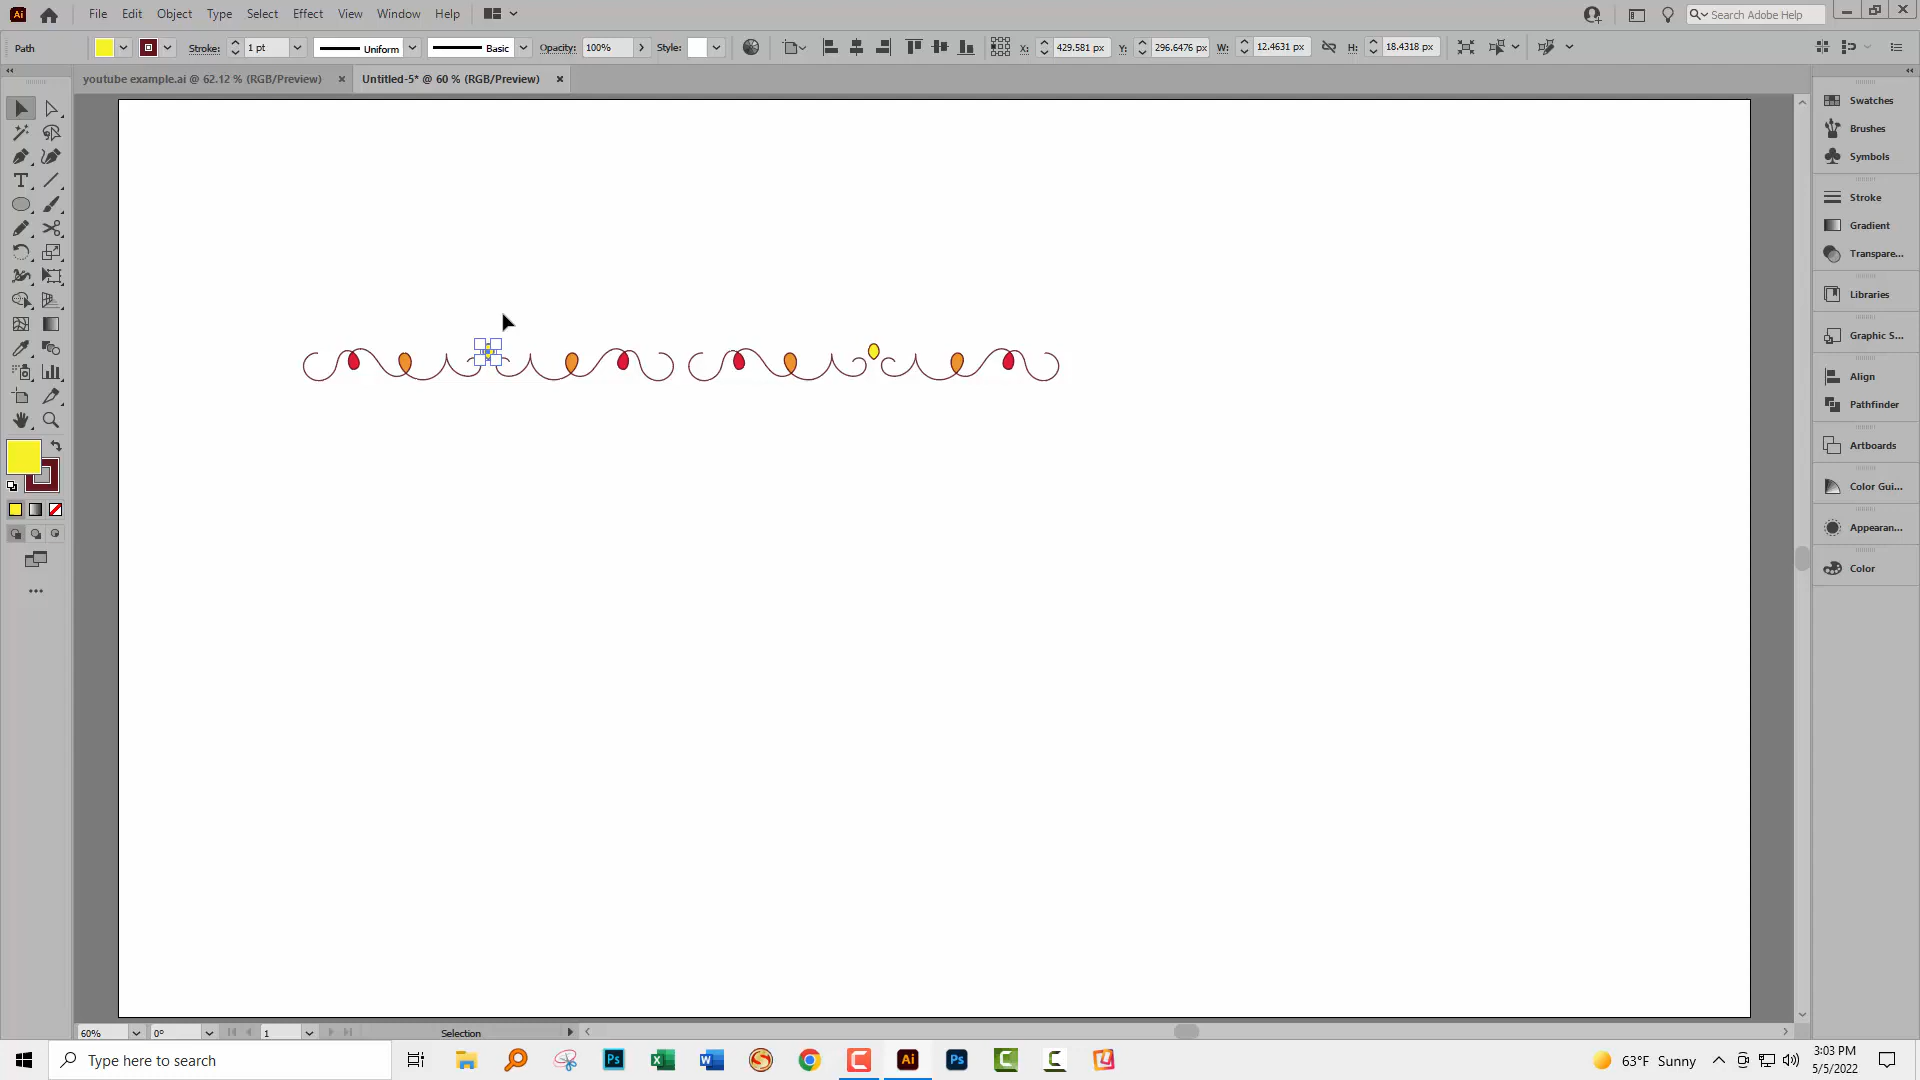 Ai File Edit Object Type Select Effect View Window Help Search Adobe Help
Path Stroke: 1 pt Uniform Basic Opacity: 100% Style: X: 429.581 px Y: 296.6476 px W: 12.4631 px H: 18.4318 px
youtube example.ai @ 62.12 % (RGB/Preview) × Untitled-5* @ 60 % (RGB/Preview) ×
Swatches
Brushes
Symbols
Stroke
Gradient
Transpare...
Libraries
Graphic S...
Align
Pathfinder
Artboards
Color Gui...
Appearan...
Color
60% 0° 1 Selection
Type here to search Ps Ai Ps 63°F Sunny 3:03 PM
5/5/2022